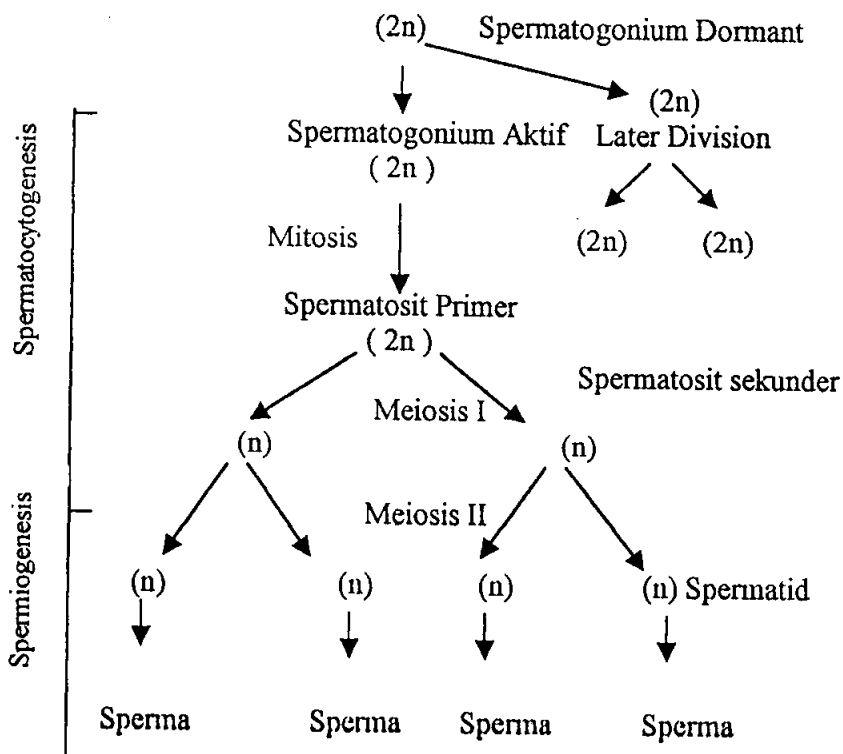 (2n) Spermatogonium Dormant
(2n)
Spermatogonium Aktif Later Division
( 2n )
Mitosis (2n) (2n)
Spermatosit Primer
( 2n )
Spermatosit sekunder
Meiosis I
(n) (n)
Meiosis II
(n) (n) (n) (n) Spermatid
Sperma Sperma Sperma Sperma
Spermatocytogenesis
Spermiogenesis